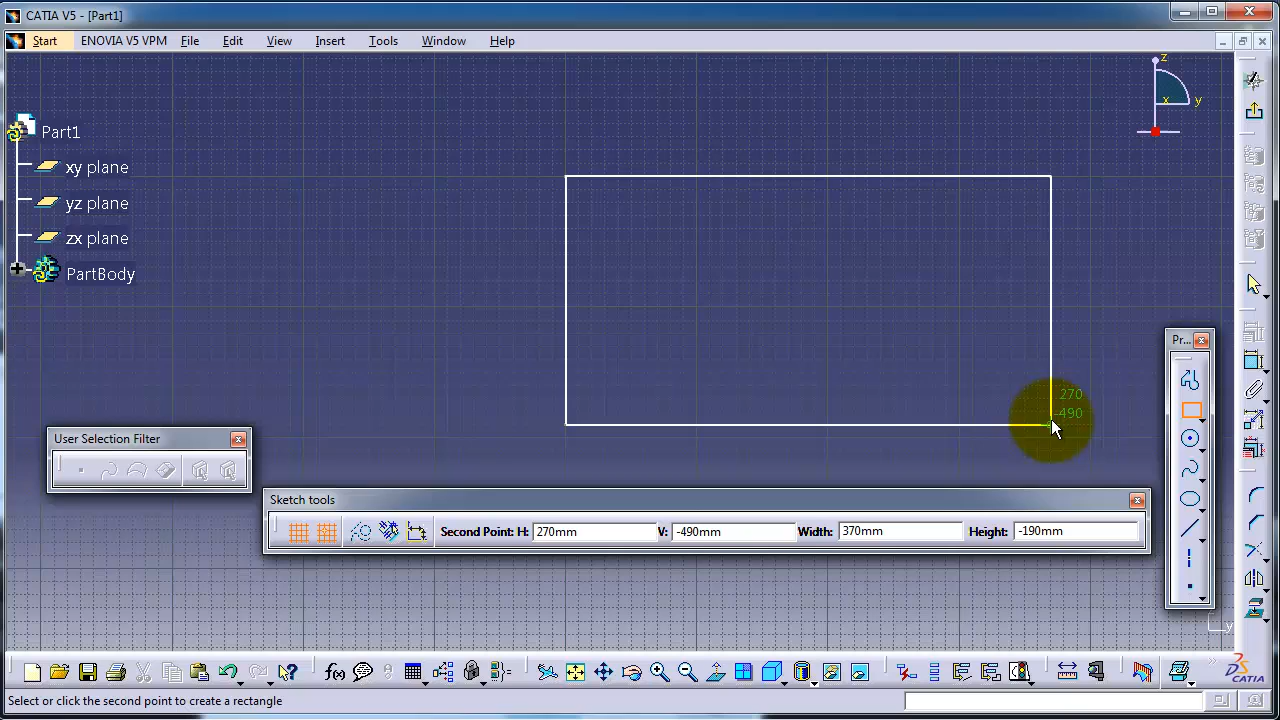 CATIA V5 - [Part1]
Start ENOVIA V5 VPM File Edit View Insert Tools Window Help
z
x y
Part1
xy plane
yz plane
zx plane
PartBody
Pr...
270
-490
User Selection Filter
Sketch tools
Second Point: H: 270mm V: -490mm Width: 370mm Height: -190mm
y
f(x)
CATIA
Select or click the second point to create a rectangle